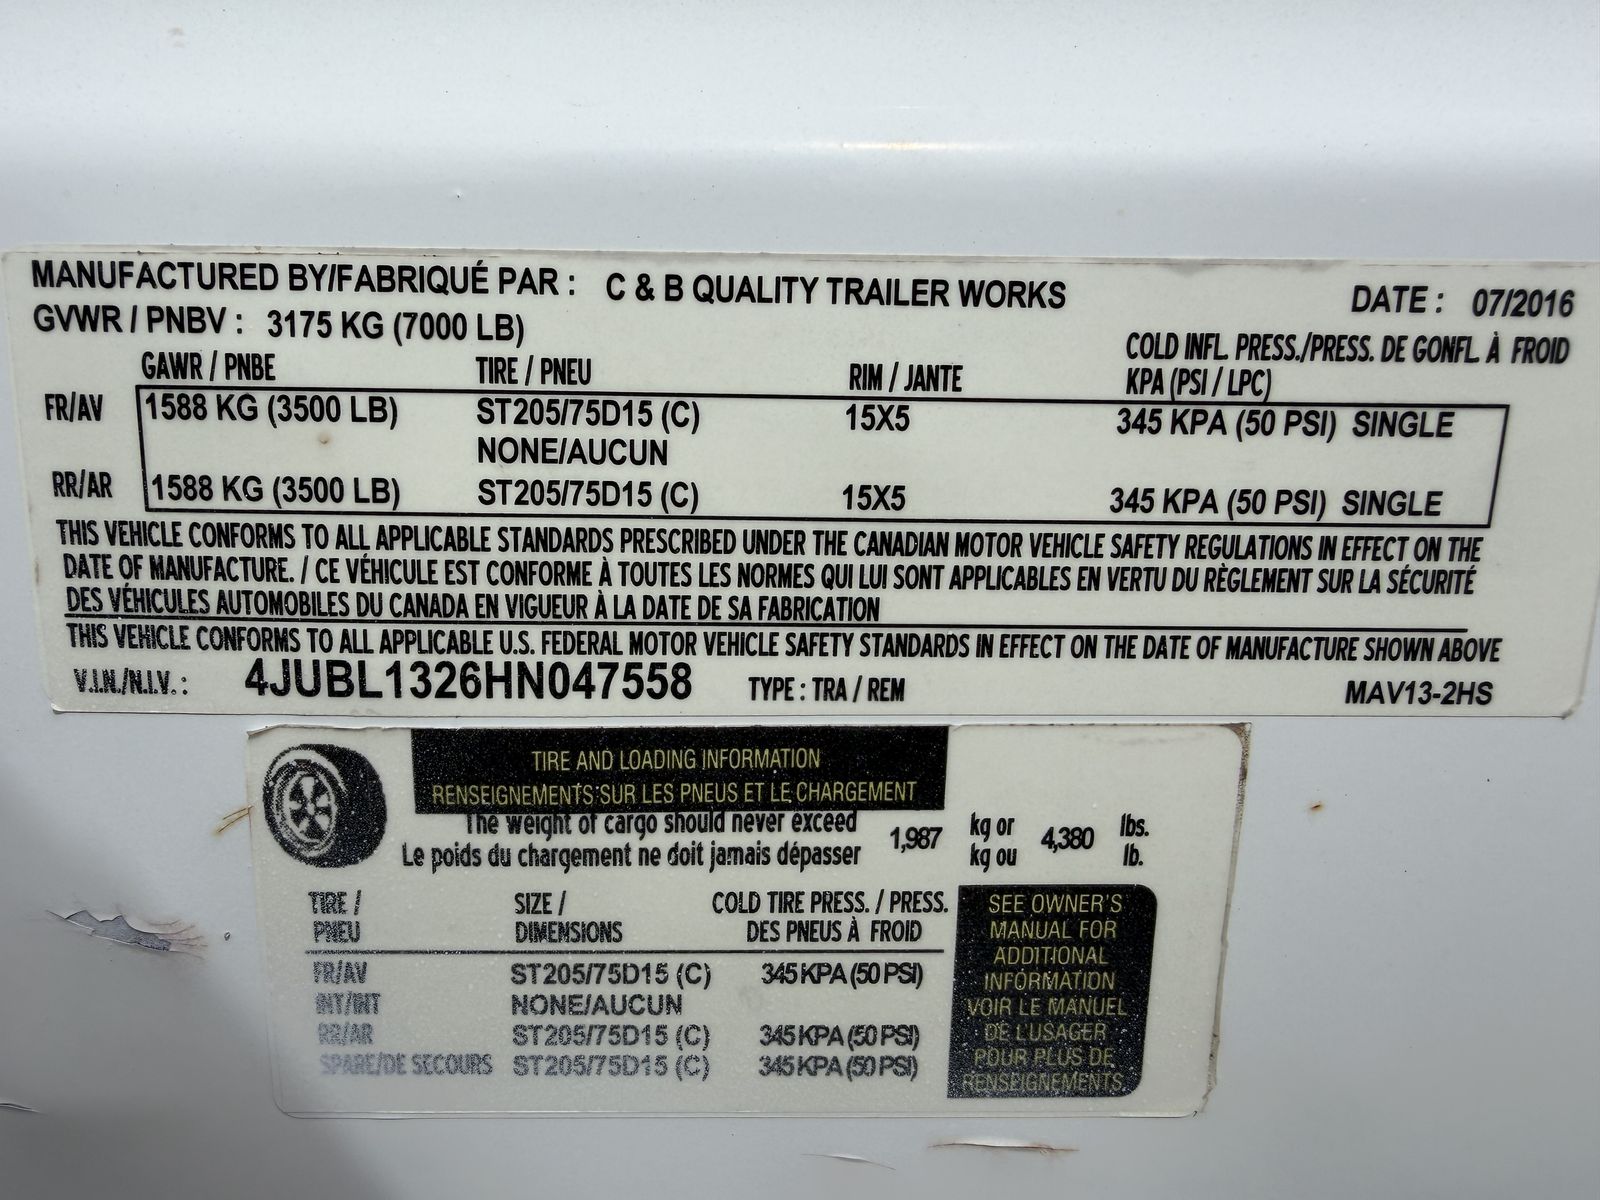 MANUFACTURED BY/FABRIQUÉ PAR : C & B QUALITY TRAILER WORKS DATE : 07/2016
GVWR / PNBV : 3175 KG (7000 LB)
COLD INFL. PRESS./PRESS. DE GONFL. À FROID
GAWR / PNBE TIRE / PNEU RIM / JANTE KPA (PSI / LPC)
FR/AV 1588 KG (3500 LB) ST205/75D15 (C) 15X5 345 KPA (50 PSI) SINGLE
NONE/AUCUN
RR/AR 1588 KG (3500 LB) ST205/75D15 (C) 15X5 345 KPA (50 PSI) SINGLE
THIS VEHICLE CONFORMS TO ALL APPLICABLE STANDARDS PRESCRIBED UNDER THE CANADIAN MOTOR VEHICLE SAFETY REGULATIONS IN EFFECT ON THE
DATE OF MANUFACTURE. / CE VÉHICULE EST CONFORME À TOUTES LES NORMES QUI LUI SONT APPLICABLES EN VERTU DU RÈGLEMENT SUR LA SÉCURITÉ
DES VÉHICULES AUTOMOBILES DU CANADA EN VIGUEUR À LA DATE DE SA FABRICATION
THIS VEHICLE CONFORMS TO ALL APPLICABLE U.S. FEDERAL MOTOR VEHICLE SAFETY STANDARDS IN EFFECT ON THE DATE OF MANUFACTURE SHOWN ABOVE
V.I.N./N.I.V. : 4JUBL1326HN047558 TYPE : TRA / REM MAV13-2HS
TIRE AND LOADING INFORMATION
RENSEIGNEMENTS SUR LES PNEUS ET LE CHARGEMENT
The weight of cargo should never exceed 1,987 kg or 4,380 lbs.
Le poids du chargement ne doit jamais dépasser kg ou lb.
TIRE / SIZE / COLD TIRE PRESS. / PRESS.
PNEU DIMENSIONS DES PNEUS À FROID
FR/AV ST205/75D15 (C) 345 KPA (50 PSI)
INT/INT NONE/AUCUN
RR/AR ST205/75D15 (C) 345 KPA (50 PSI)
SPARE/DE SECOURS ST205/75D15 (C) 345 KPA (50 PSI)
SEE OWNER'S
MANUAL FOR
ADDITIONAL
INFORMATION
VOIR LE MANUEL
DE L'USAGER
POUR PLUS DE
RENSEIGNEMENTS.